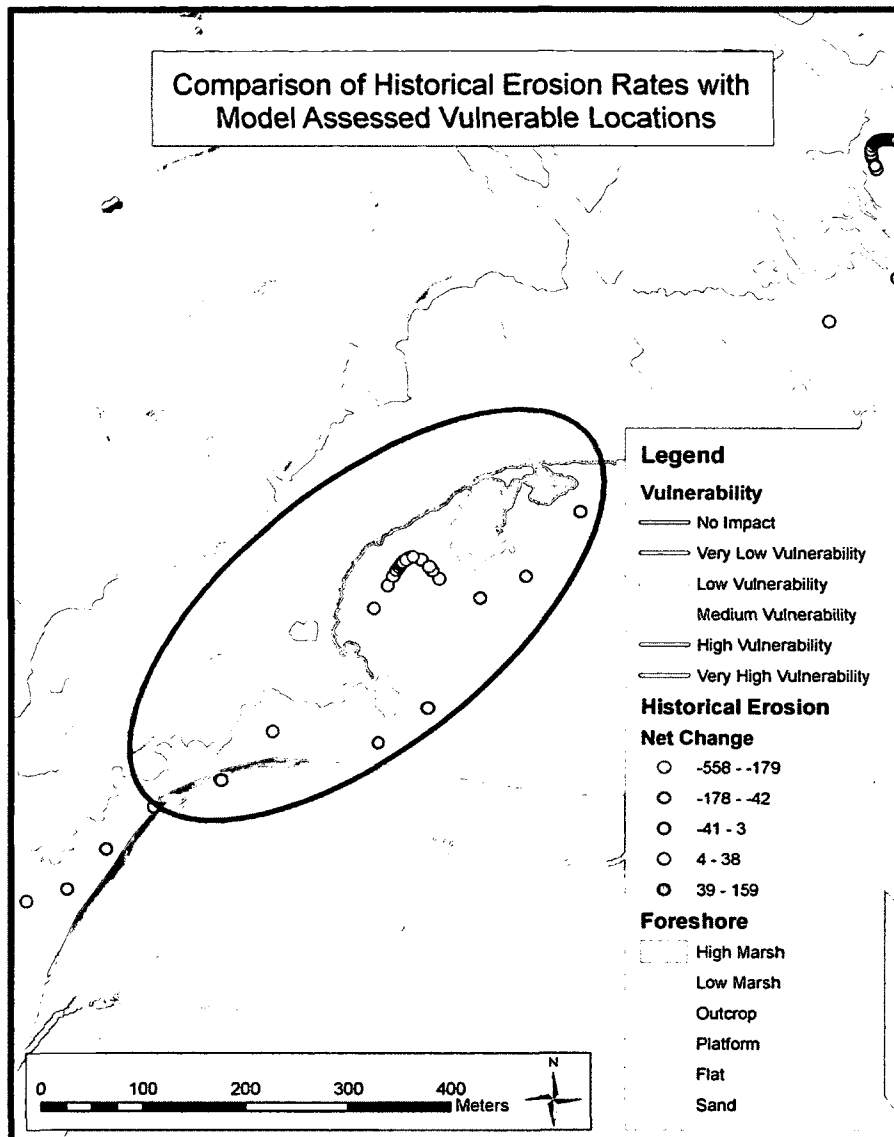 Comparison of Historical Erosion Rates with
Model Assessed Vulnerable Locations
Legend
Vulnerability
No Impact
Very Low Vulnerability
Low Vulnerability
Medium Vulnerability
High Vulnerability
Very High Vulnerability
Historical Erosion
Net Change
-558 - -179
-178 - -42
-41 - 3
4 - 38
39 - 159
Foreshore
High Marsh
Low Marsh
Outcrop
Platform
Flat
Sand
N
0 100 200 300 400
Meters